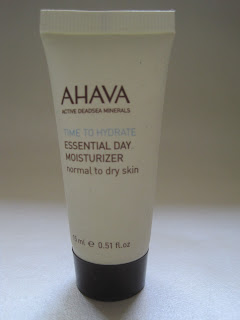 AHAVA
ACTIVE DEADSEA MINERALS
TIME TO HYDRATE
ESSENTIAL DAY
MOISTURIZER
normal to dry skin
15 ml e 0.51 fl.oz